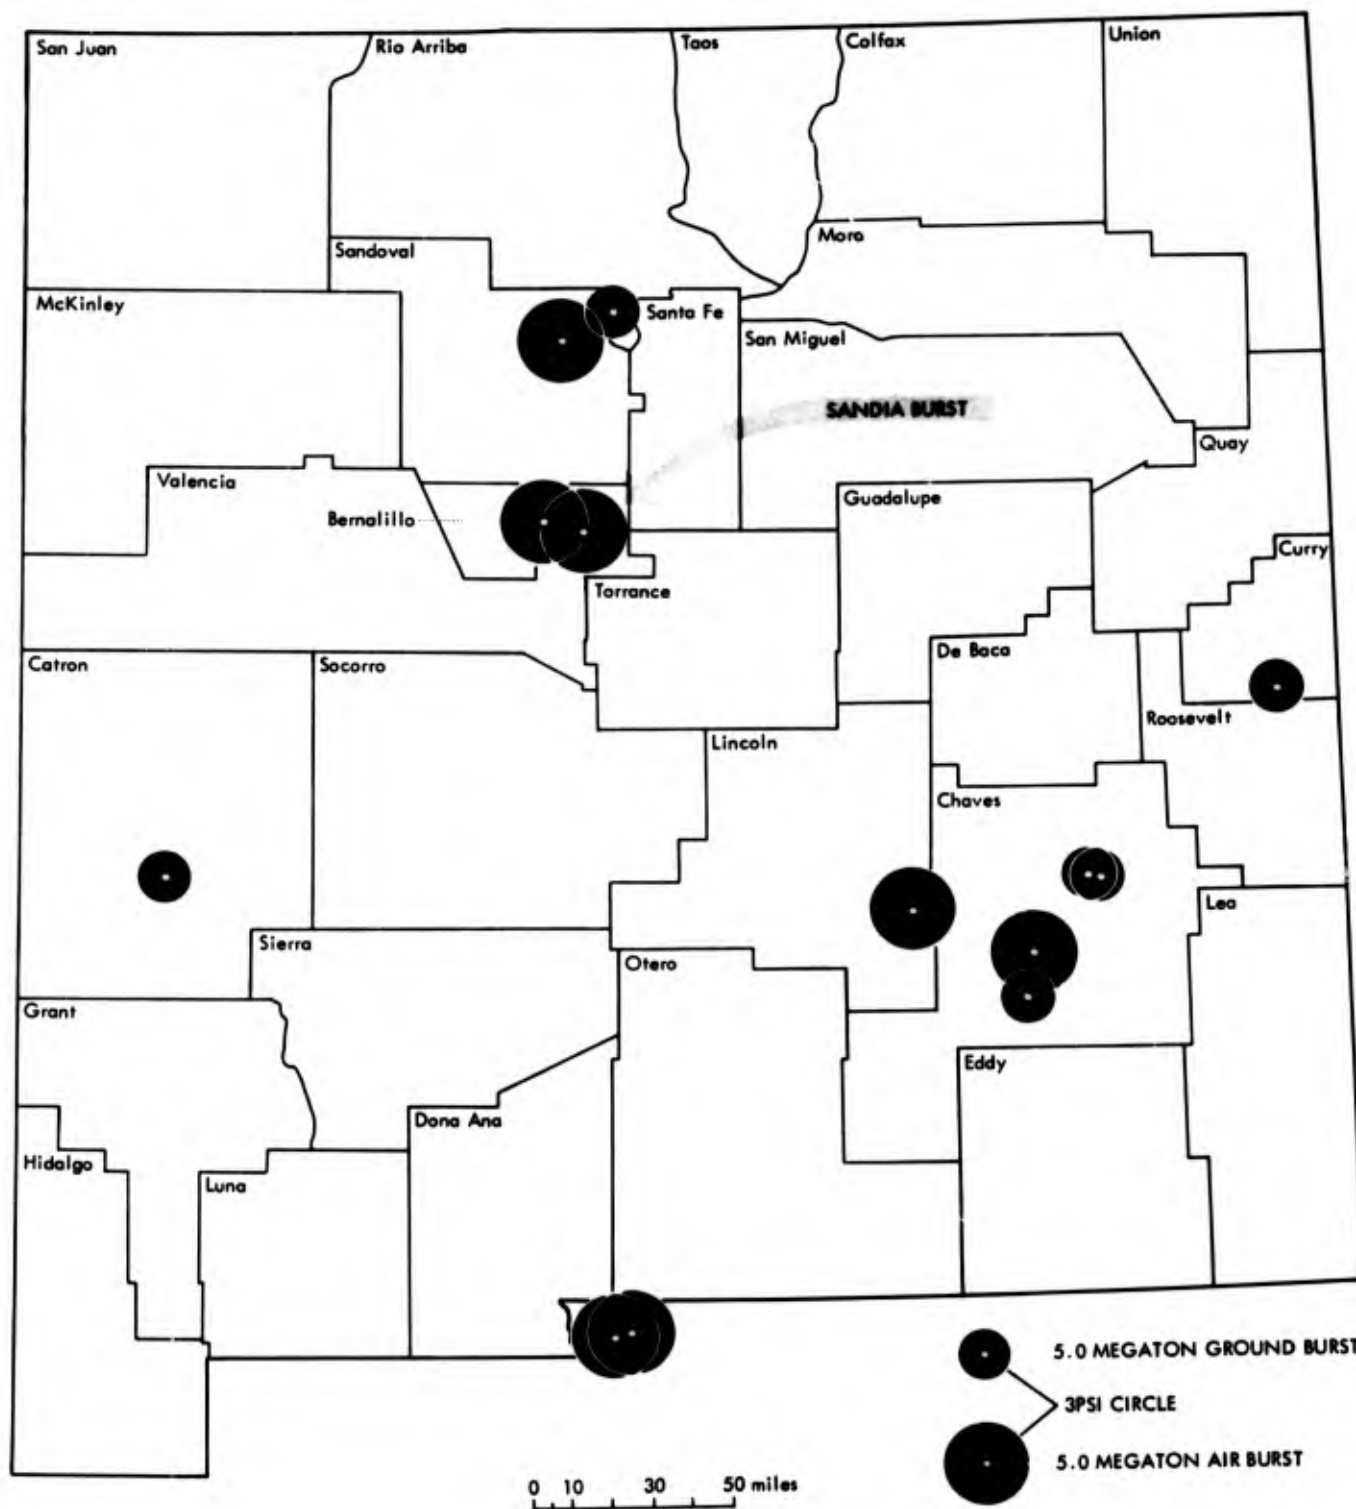 San Juan
Rio Arriba
Taos
Colfax
Union
Sandoval
Mora
McKinley
Santa Fe
San Miguel
SANDIA BURST
Quay
Valencia
Guadalupe
Bernalillo
Curry
Torrance
De Baca
Catron
Socorro
Roosevelt
Lincoln
Chaves
Lea
Sierra
Otero
Grant
Eddy
Dona Ana
Hidalgo
Luna
5.0 MEGATON GROUND BURST
3PSI CIRCLE
5.0 MEGATON AIR BURST
0 10 30 50 miles